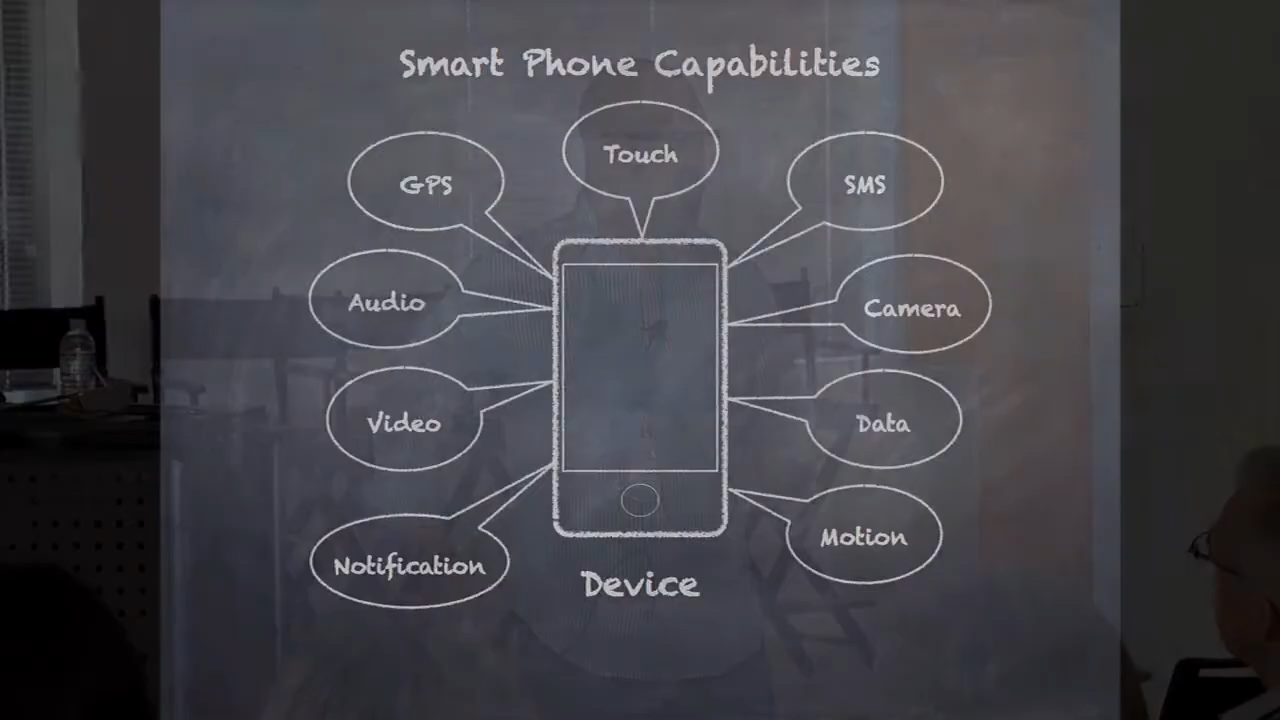 Smart Phone Capabilities
Touch
GPS
SMS
Audio
Camera
Video
Data
Motion
Notification
Device